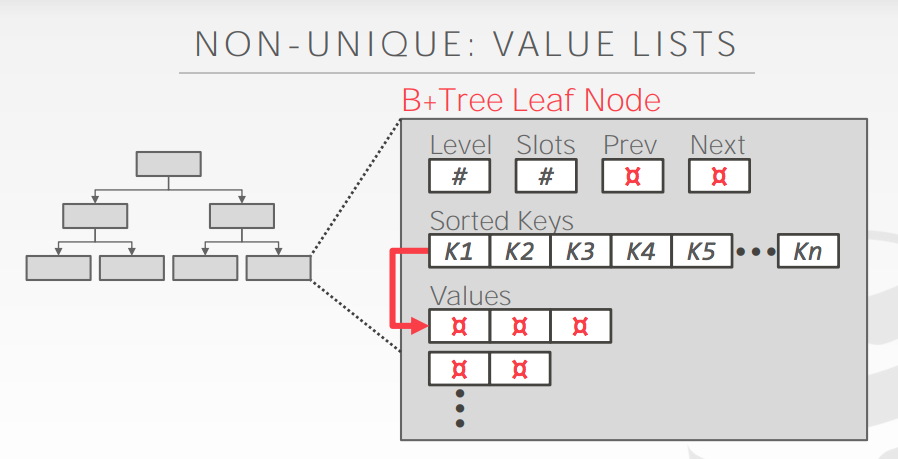 NON-UNIQUE: VALUE LISTS
B+Tree Leaf Node
Level Slots Prev Next
# # ¤ ¤
Sorted Keys
K1 K2 K3 K4 K5 ••• Kn
Values
¤ ¤ ¤
¤ ¤